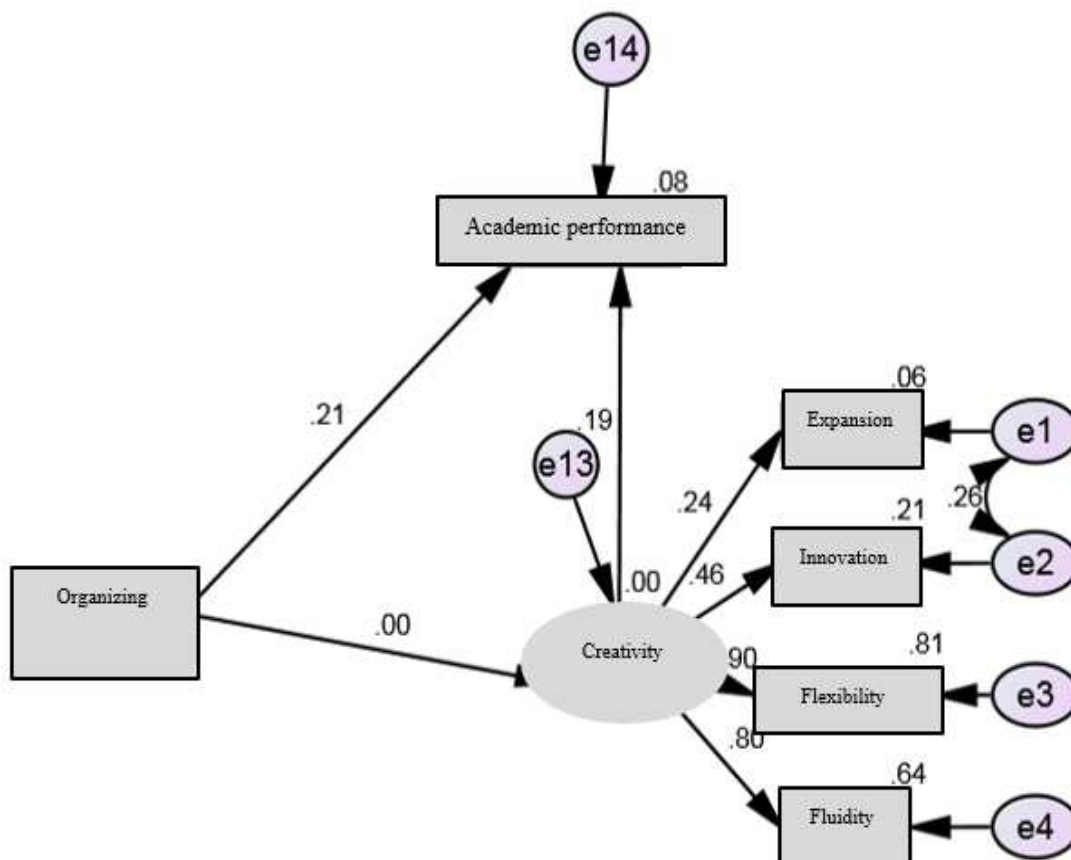 e14
.08
Academic performance
.21
.19
e13
.06
Expansion
e1
.24
.26
.21
Innovation
e2
.46
.00
Organizing
.00
Creativity
.90
.81
Flexibility
e3
.80
.64
Fluidity
e4